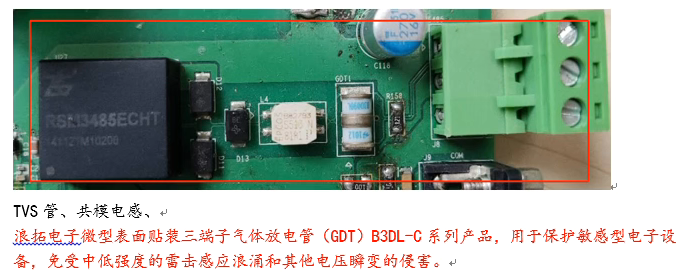 D12
RSM3485ECHT
D13
D11
L4
GDT1
C116
R158
J8
J9
COM
TVS 管、共模电感、
浪拓电子微型表面贴装三端子气体放电管（GDT）B3DL-C 系列产品，用于保护敏感型电子设
备，免受中低强度的雷击感应浪涌和其他电压瞬变的侵害。